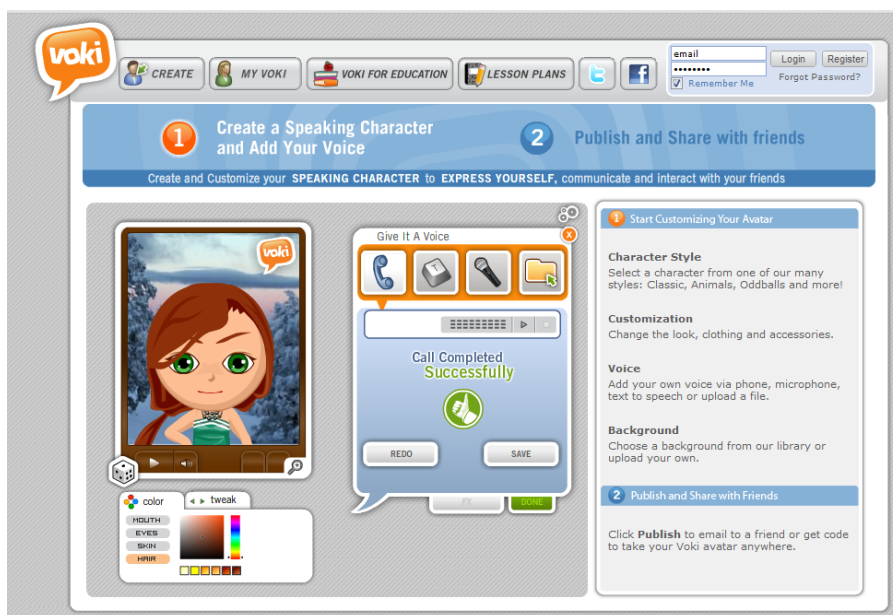 voki
CREATE
MY VOKI
VOKI FOR EDUCATION
LESSON PLANS
email
••••••••
Login
Register
Remember Me
Forgot Password?
1
Create a Speaking Character
and Add Your Voice
2
Publish and Share with friends
Create and Customize your SPEAKING CHARACTER to EXPRESS YOURSELF, communicate and interact with your friends
voki
Give It A Voice
x
T
Call Completed
Successfully
REDO
SAVE
FX
DONE
color
tweak
MOUTH
EYES
SKIN
HAIR
1 Start Customizing Your Avatar
Character Style
Select a character from one of our many
styles: Classic, Animals, Oddballs and more!
Customization
Change the look, clothing and accessories.
Voice
Add your own voice via phone, microphone,
text to speech or upload a file.
Background
Choose a background from our library or
upload your own.
2 Publish and Share with Friends
Click Publish to email to a friend or get code
to take your Voki avatar anywhere.